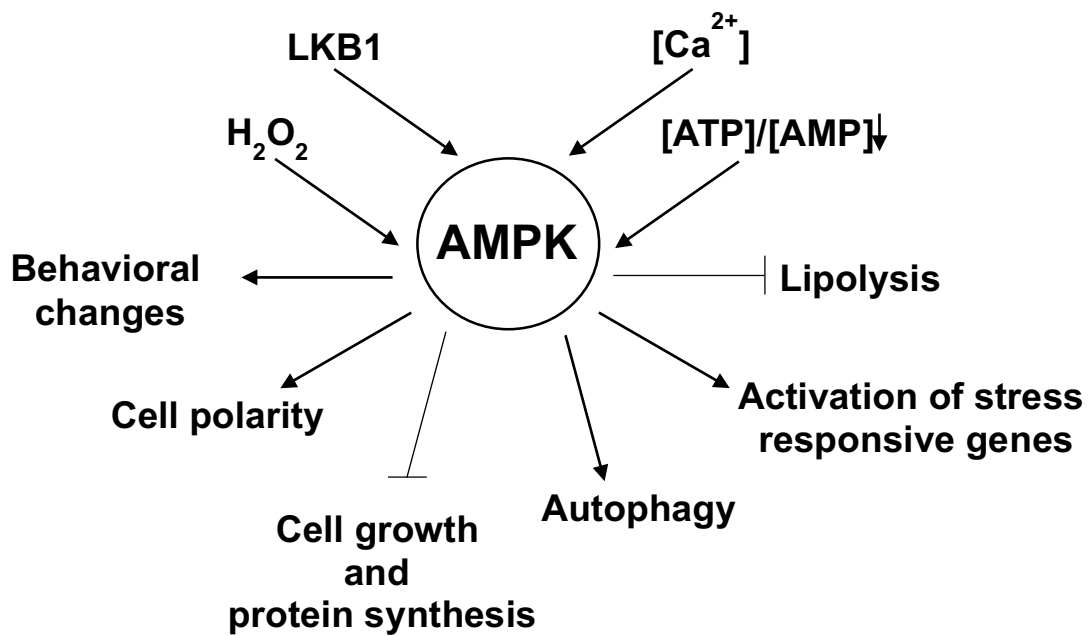 LKB1
[Ca²⁺]
H₂O₂
[ATP]/[AMP]↓
AMPK
Behavioral
changes
Lipolysis
Cell polarity
Activation of stress
responsive genes
Autophagy
Cell growth
and
protein synthesis